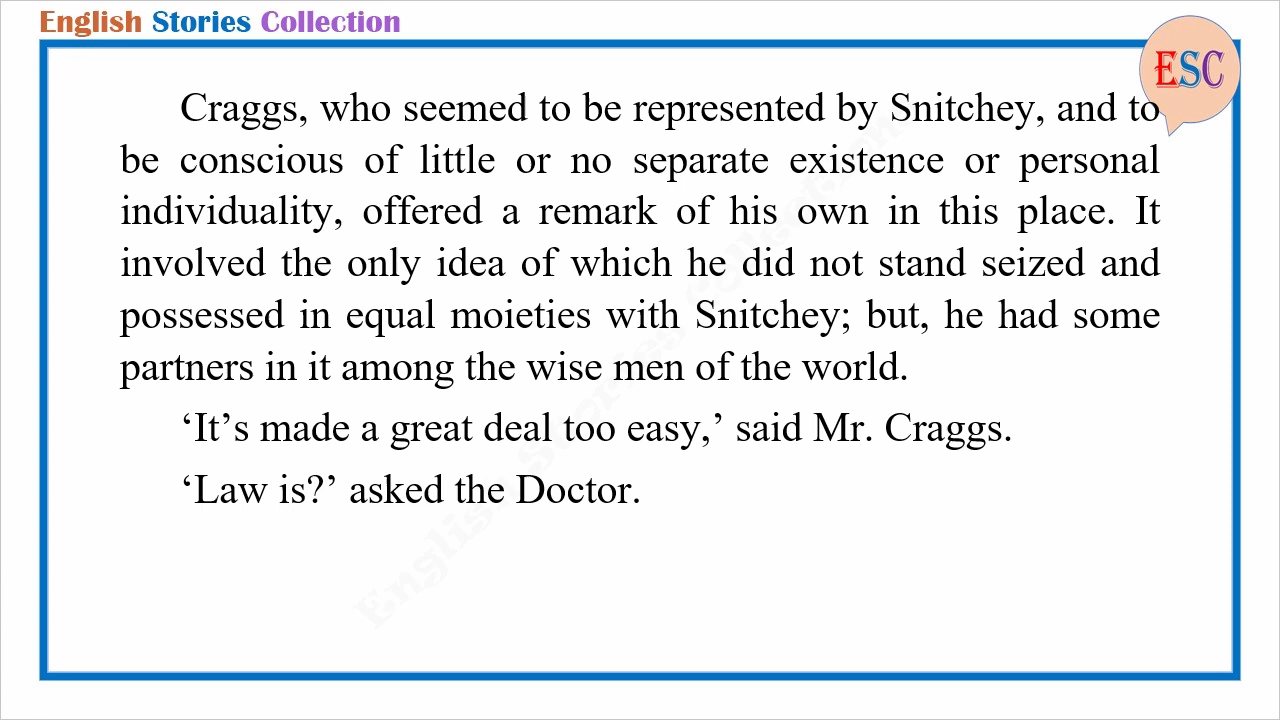 English Stories Collection
ESC
Craggs, who seemed to be represented by Snitchey, and to
be conscious of little or no separate existence or personal
individuality, offered a remark of his own in this place. It
involved the only idea of which he did not stand seized and
possessed in equal moieties with Snitchey; but, he had some
partners in it among the wise men of the world.
‘It’s made a great deal too easy,’ said Mr. Craggs.
‘Law is?’ asked the Doctor.
English Stories Collection